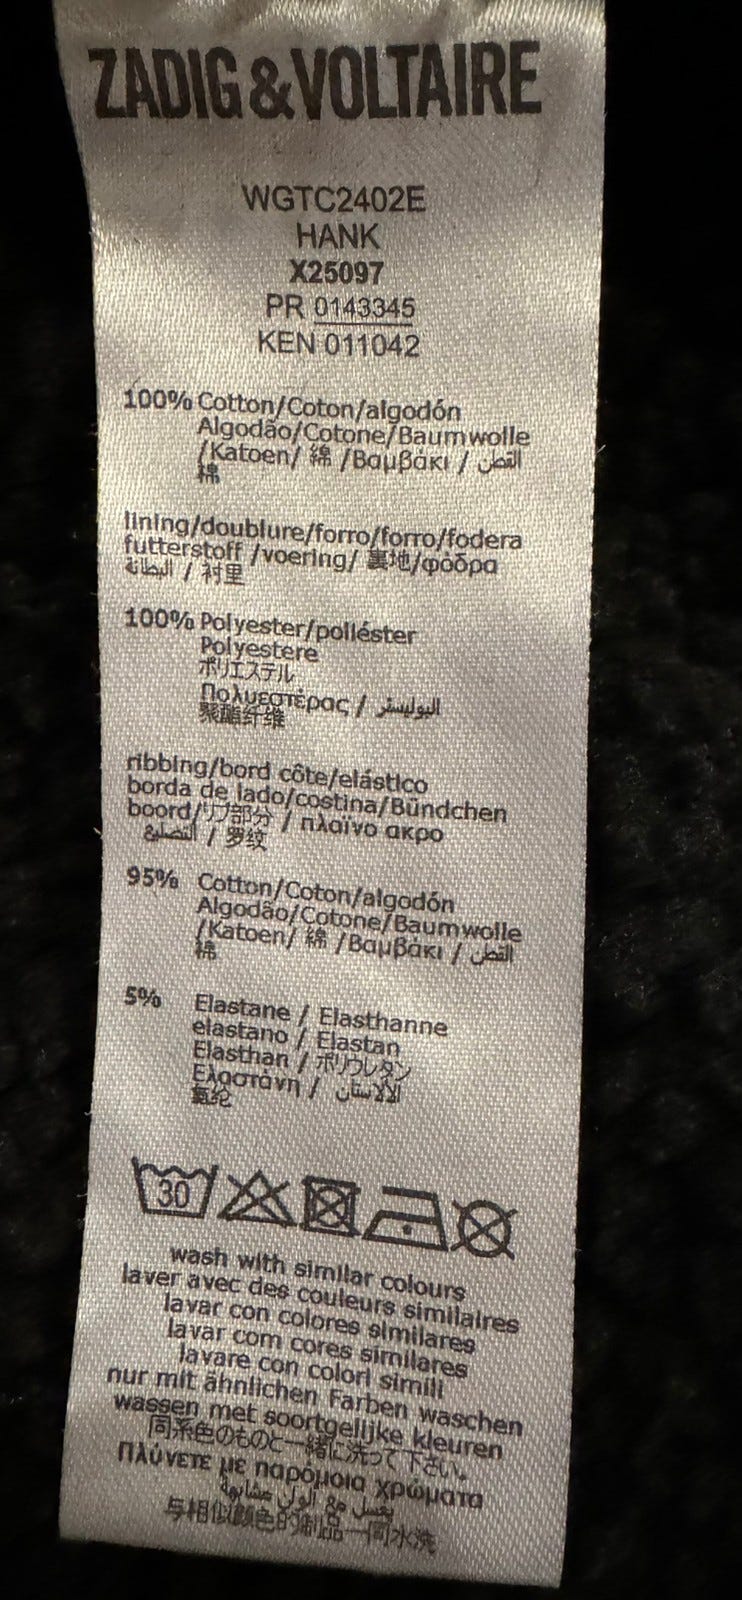 ZADIG&VOLTAIRE
WGTC2402E
HANK
X25097
PR 0143345
KEN 011042
100% Cotton/Coton/algodón
Algodão/Cotone/Baumwolle
/Katoen/ 綿 /Βαμβάκι / القطن
棉
lining/doublure/forro/forro/fodera
futterstoff /voering/ 裏地/φόδρα
البطانة / 衬里
100% Polyester/poliéster
Polyestere
ポリエステル
Πολυεστέρας / البوليستر
聚酯纤维
ribbing/bord côte/elástico
borda de lado/costina/Bündchen
boord/リブ部分 / πλαϊνο ακρο
التضليع / 罗纹
95% Cotton/Coton/algodón
Algodão/Cotone/Baumwolle
/Katoen/ 綿 /Βαμβάκι / القطن
棉
5% Elastane / Elasthanne
elastano / Elastan
Elasthan / ポリウレタン
Ελαστάνη / الالاستان
氨纶
30
wash with similar colours
laver avec des couleurs similaires
lavar con colores similares
lavar com cores similares
lavare con colori simili
nur mit ähnlichen Farben waschen
wassen met soortgelijke kleuren
同系色のものと一緒に洗って下さい。
πλύνετε με παρόμοια χρώματα
يغسل مع الوان مشابهة
与相似颜色的制品一同水洗